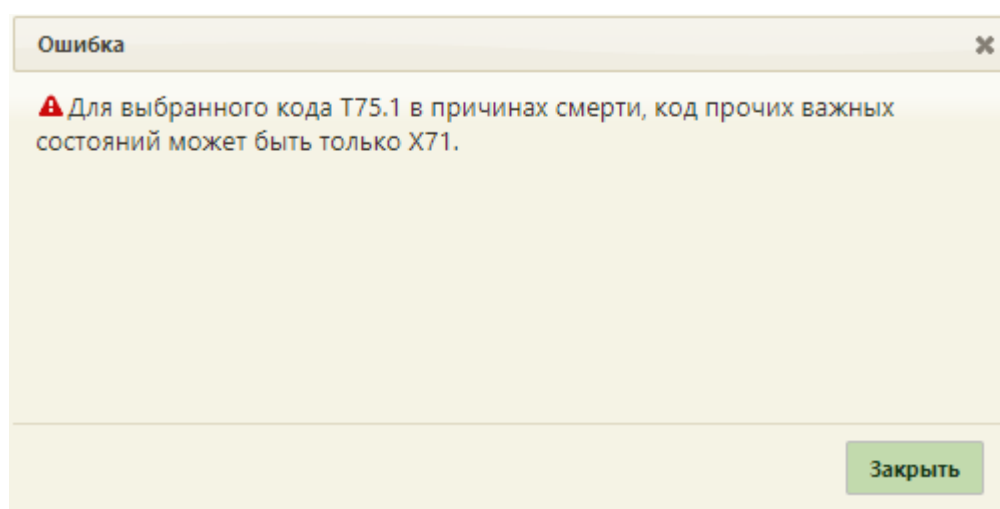 Ошибка
Для выбранного кода T75.1 в причинах смерти, код прочих важных
состояний может быть только X71.
Закрыть